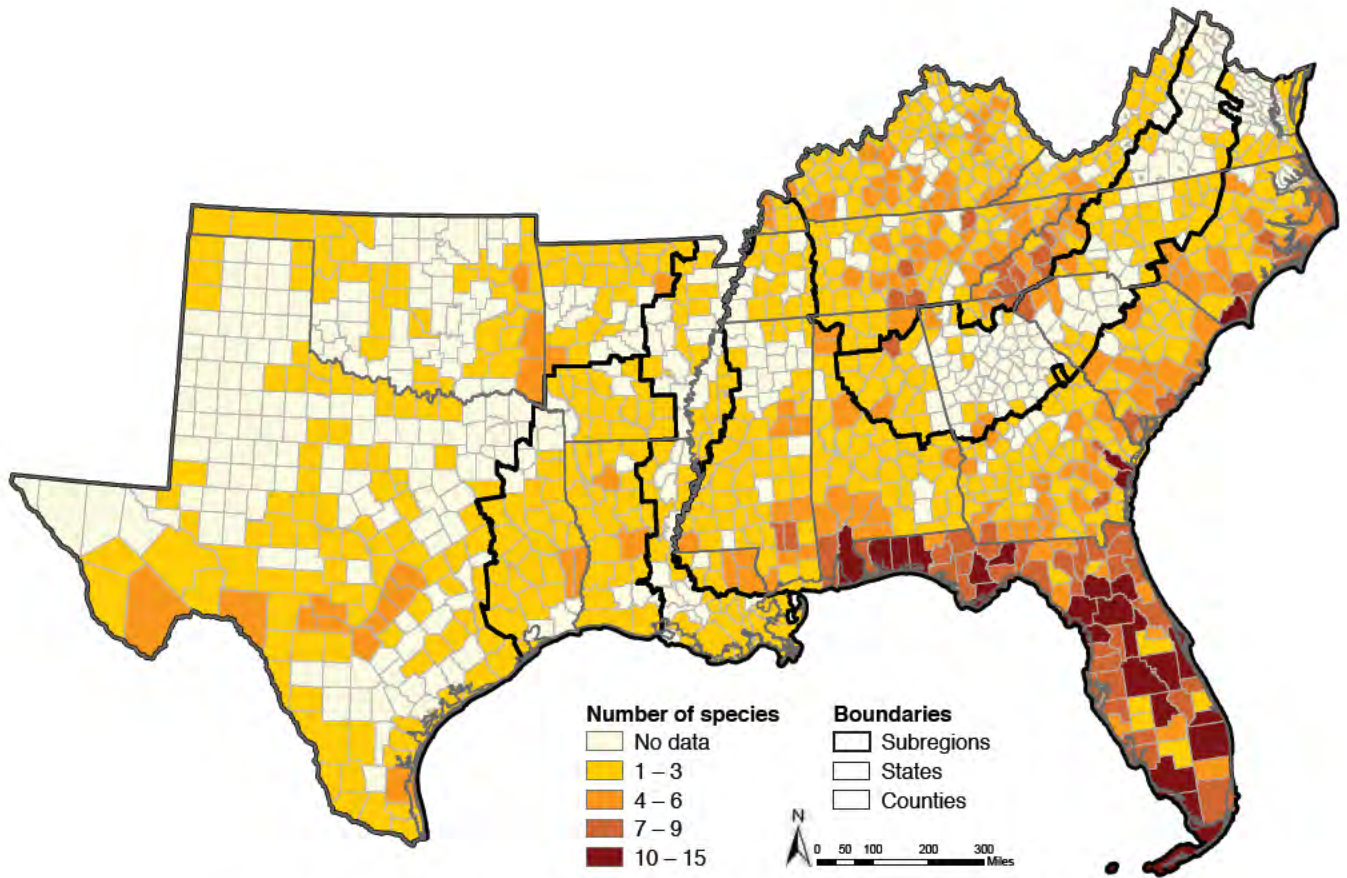 Number of species
No data
1 – 3
4 – 6
7 – 9
10 – 15
Boundaries
Subregions
States
Counties
N
0 50 100 200 300
Miles